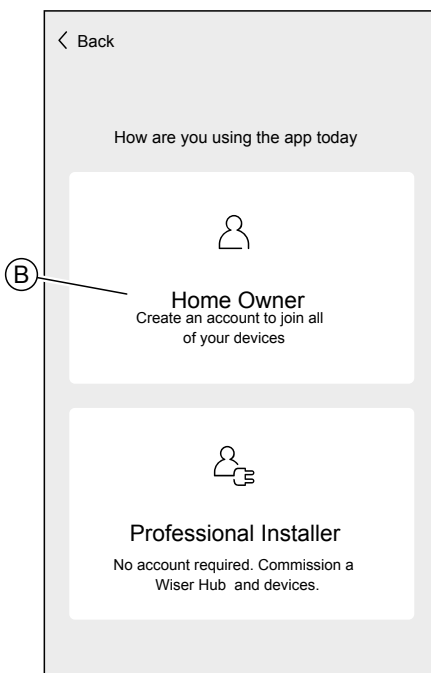 Back
How are you using the app today
B
Home Owner
Create an account to join all
of your devices
Professional Installer
No account required. Commission a
Wiser Hub and devices.